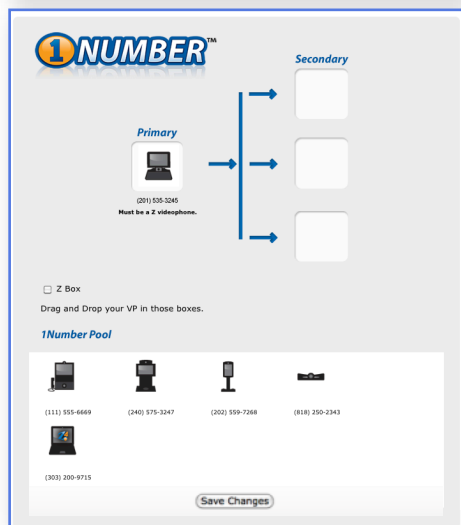 1NUMBER™
Secondary
Primary
(201) 535-3245
Must be a Z videophone.
Z Box
Drag and Drop your VP in those boxes.
1Number Pool
(111) 555-6669 (240) 575-3247 (202) 559-7268 (818) 250-2343
(303) 200-9715
Save Changes